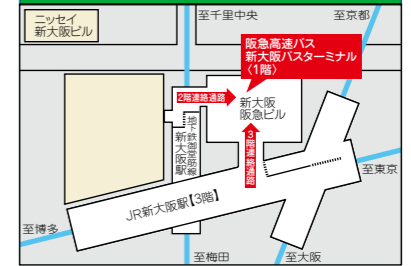 ニッセイ
新大阪ビル
至千里中央
至京都
阪急高速バス
新大阪バスターミナル
〈1階〉
2階連絡通路
新大阪
阪急ビル
地下鉄御堂筋線
新大阪駅
3階連絡通路
至東京
JR新大阪駅【3階】
至博多
至梅田
至大阪